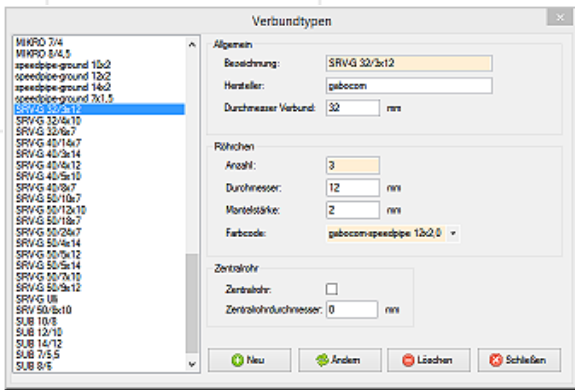 Verbundtypen
MIKRO 7/4
MIKRO 8/4,5
speedpipe-ground 10x2
speedpipe-ground 12x2
speedpipe-ground 14x2
speedpipe-ground 7x1,5
SRV-G 32/3x12
SRV-G 32/4x10
SRV-G 32/6x7
SRV-G 40/14x7
SRV-G 40/3x14
SRV-G 40/4x12
SRV-G 40/5x10
SRV-G 40/8x7
SRV-G 50/10x7
SRV-G 50/12x10
SRV-G 50/18x7
SRV-G 50/24x7
SRV-G 50/4x14
SRV-G 50/5x12
SRV-G 50/5x14
SRV-G 50/7x10
SRV-G 50/9x12
SRV-G Ulli
SRV 50/6x10
SUB 10/8
SUB 12/10
SUB 14/12
SUB 7/5,5
SUB 8/6
Allgemein
Bezeichnung: SRV-G 32/3x12
Hersteller: gabocom
Durchmesser Verbund: 32 mm
Röhrchen
Anzahl: 3
Durchmesser: 12 mm
Mantelstärke: 2 mm
Farbcode: gabocom-speedpipe 12x2,0
Zentralrohr
Zentralrohr:
Zentralrohrdurchmesser: 0 mm
Neu Ändern Löschen Schließen